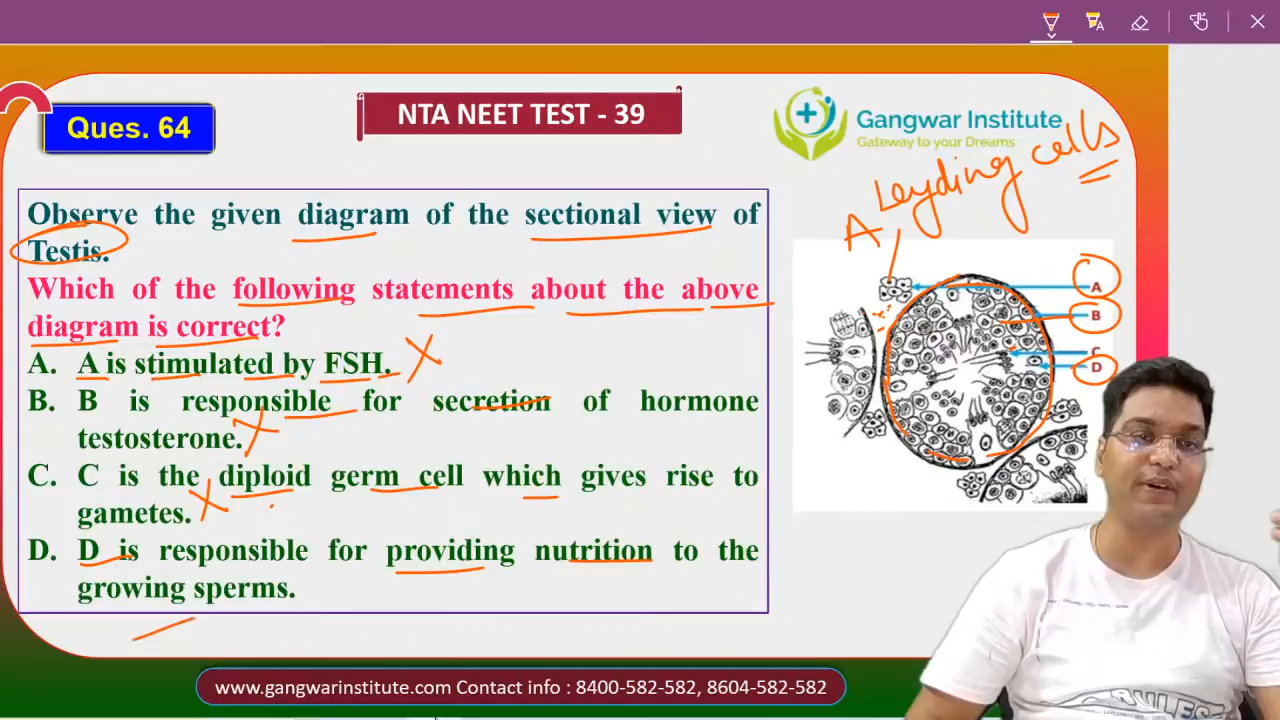 Ques. 64
NTA NEET TEST - 39
Gangwar Institute
Gateway to your Dreams
Leyding cells
A
Observe the given diagram of the sectional view of
Testis.
Which of the following statements about the above
diagram is correct?
A. A is stimulated by FSH.
B. B is responsible for secretion of hormone
testosterone.
C. C is the diploid germ cell which gives rise to
gametes.
D. D is responsible for providing nutrition to the
growing sperms.
A
B
C
D
www.gangwarinstitute.com Contact info : 8400-582-582, 8604-582-582